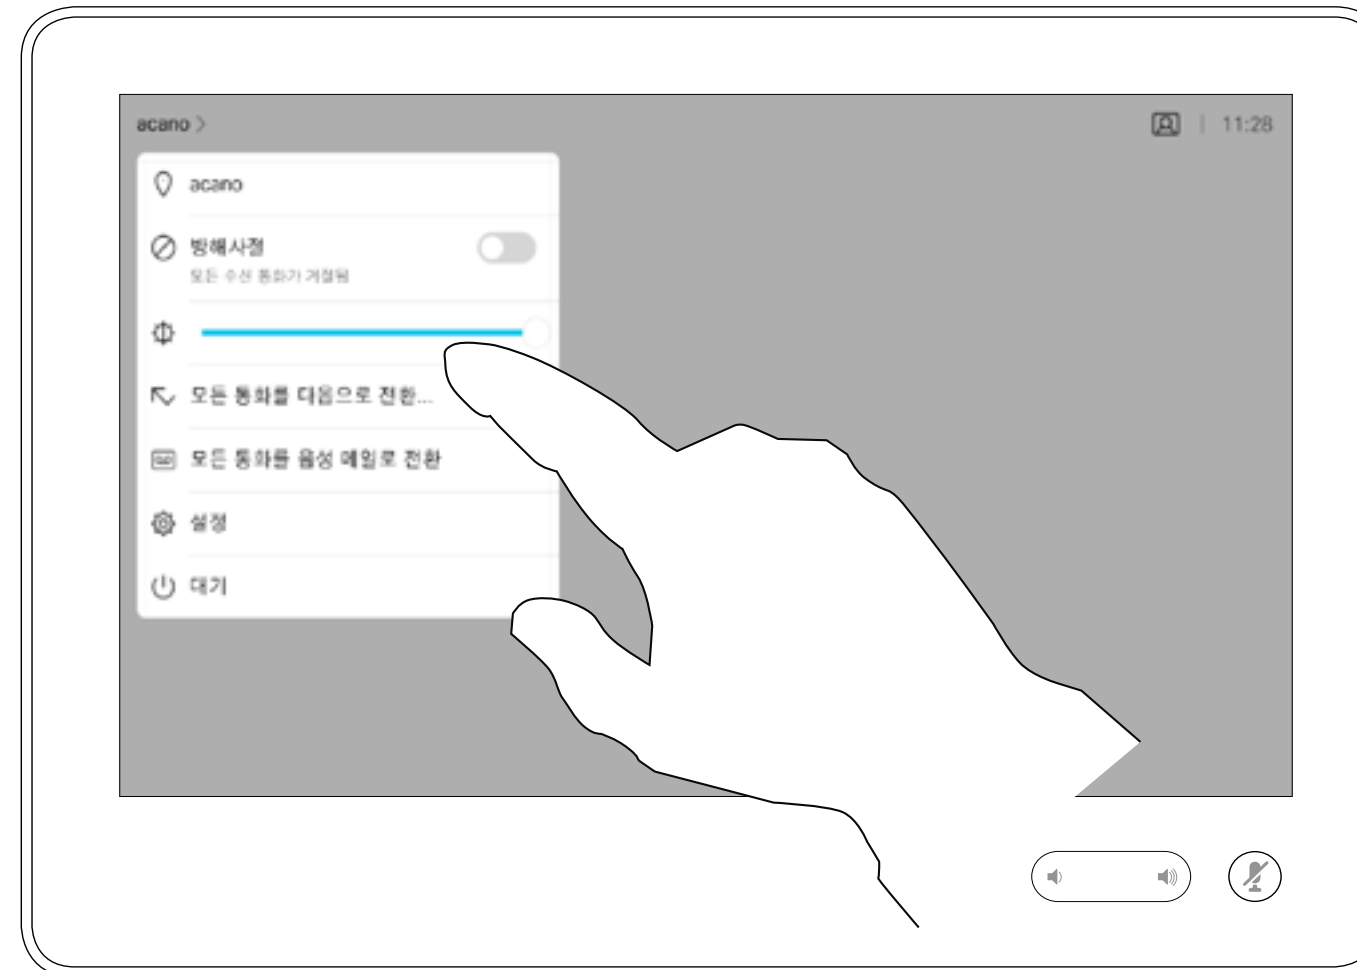 acano >
11:28
acano
방해사절
모든 수신 통화가 거절됨
모든 통화를 다음으로 전환...
모든 통화를 음성 메일로 전환
설정
대기